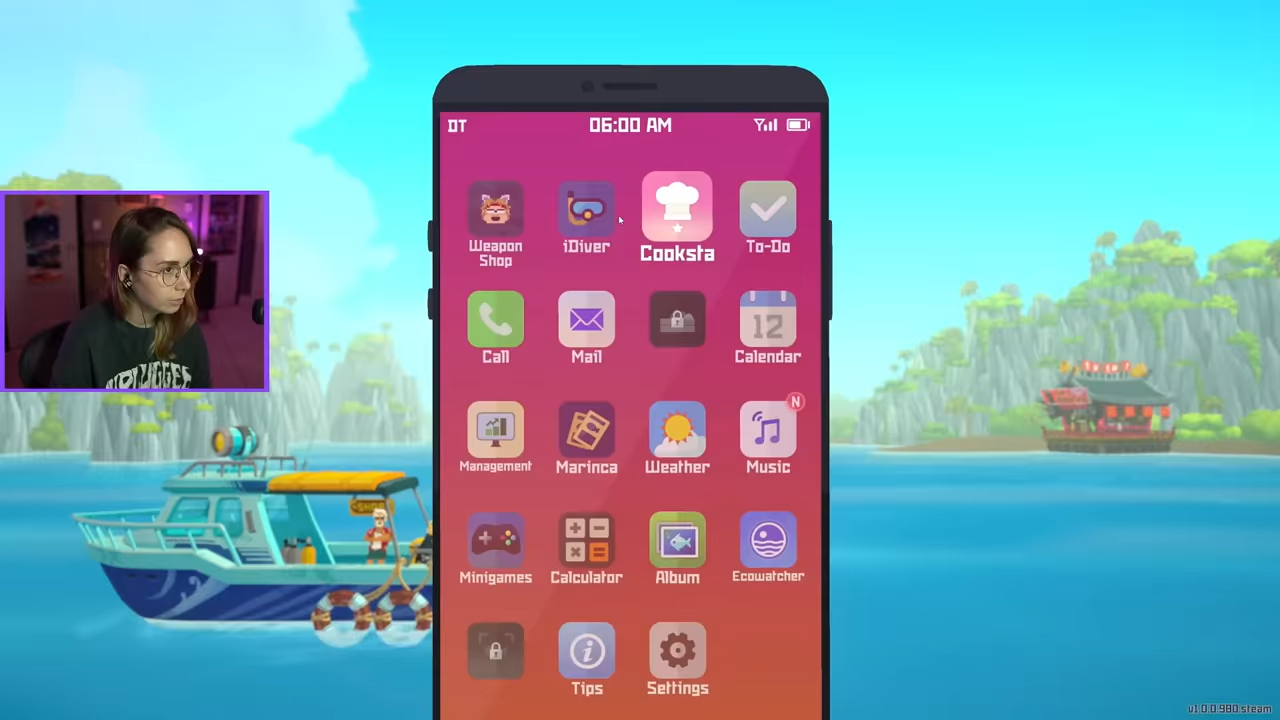 DT
06:00 AM
Weapon
Shop
iDiver
Cooksta
To-Do
Call
Mail
12
Calendar
Management
Marinca
Weather
N
Music
Minigames
Calculator
Album
Ecowatcher
Tips
Settings
UNPLUGGED
v1.0.0.980.steam